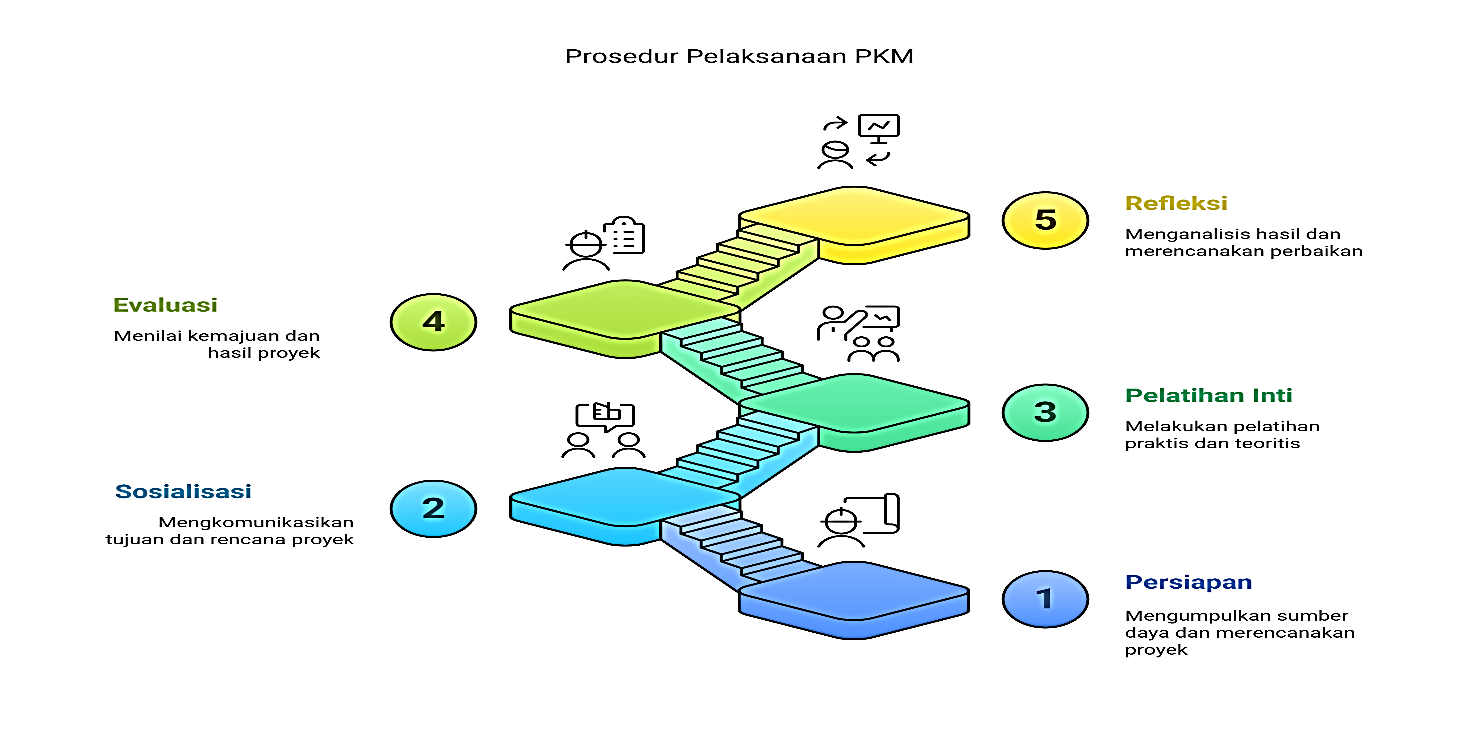 Prosedur Pelaksanaan PKM
5
Refleksi
Menganalisis hasil dan
merencanakan perbaikan
Evaluasi
4
Menilai kemajuan dan
hasil proyek
3
Pelatihan Inti
Melakukan pelatihan
praktis dan teoritis
Sosialisasi
2
Mengkomunikasikan
tujuan dan rencana proyek
1
Persiapan
Mengumpulkan sumber
daya dan merencanakan
proyek